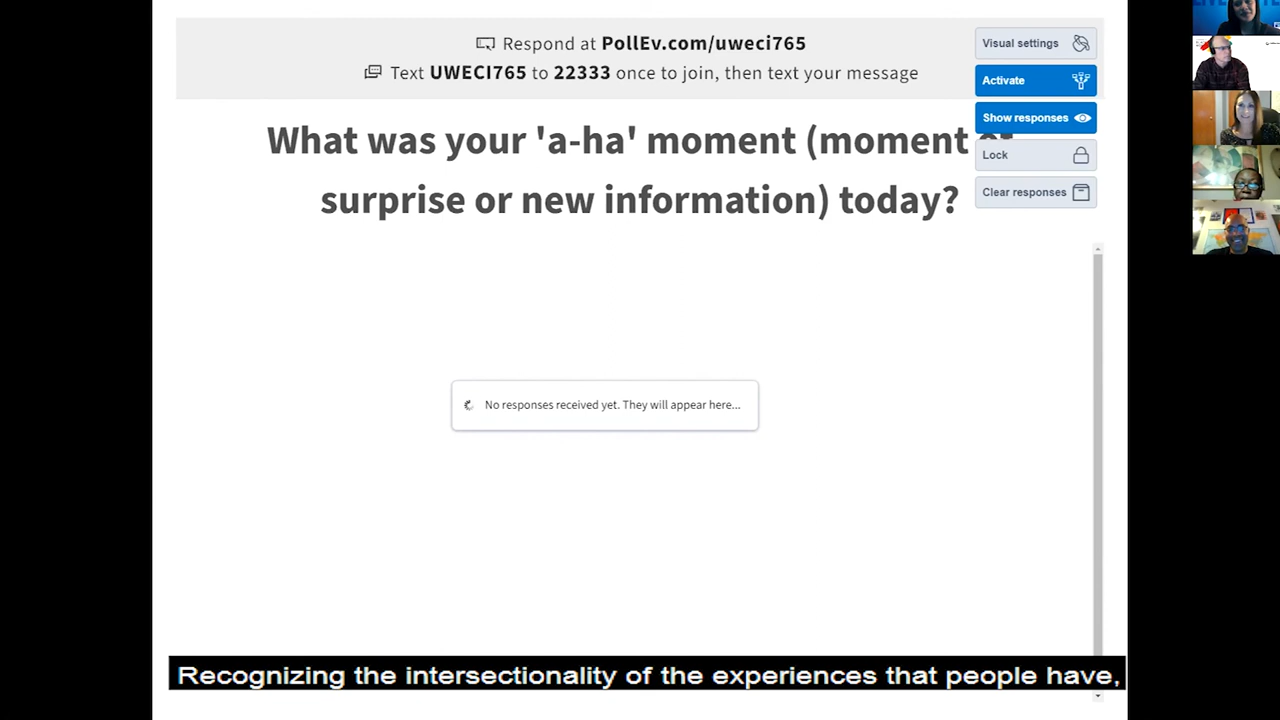 Respond at PollEv.com/uweci765
Text UWECI765 to 22333 once to join, then text your message
Visual settings
Activate
Show responses
Lock
Clear responses
What was your 'a-ha' moment (moment of
surprise or new information) today?
No responses received yet. They will appear here...
Recognizing the intersectionality of the experiences that people have,